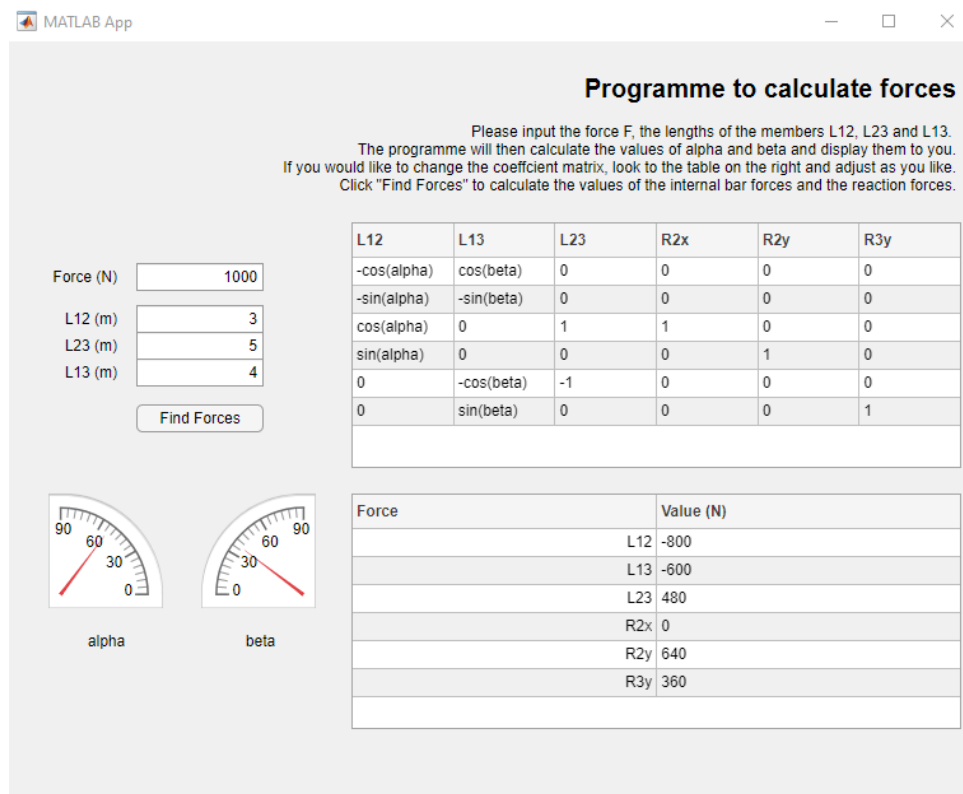 MATLAB App
Programme to calculate forces
Please input the force F, the lengths of the members L12, L23 and L13.
The programme will then calculate the values of alpha and beta and display them to you.
If you would like to change the coeffcient matrix, look to the table on the right and adjust as you like.
Click "Find Forces" to calculate the values of the internal bar forces and the reaction forces.
Force (N) 1000
L12 (m) 3
L23 (m) 5
L13 (m) 4
Find Forces
L12 L13 L23 R2x R2y R3y
-cos(alpha) cos(beta) 0 0 0 0
-sin(alpha) -sin(beta) 0 0 0 0
cos(alpha) 0 1 1 0 0
sin(alpha) 0 0 0 1 0
0 -cos(beta) -1 0 0 0
0 sin(beta) 0 0 0 1
90 60 30 0
alpha
0 30 60 90
beta
Force Value (N)
L12 -800
L13 -600
L23 480
R2x 0
R2y 640
R3y 360